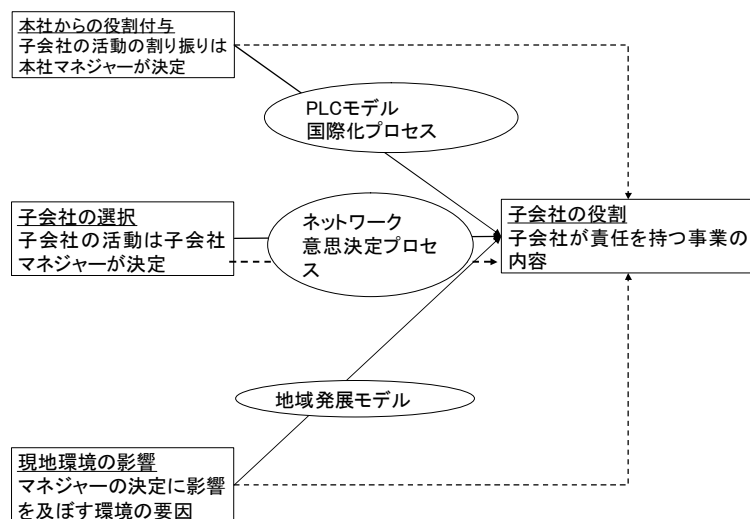 本社からの役割付与
子会社の活動の割り振りは
本社マネジャーが決定
PLCモデル
国際化プロセス
子会社の選択
子会社の活動は子会社
マネジャーが決定
ネットワーク
意思決定プロセ
ス
子会社の役割
子会社が責任を持つ事業の
内容
地域発展モデル
現地環境の影響
マネジャーの決定に影響
を及ぼす環境の要因